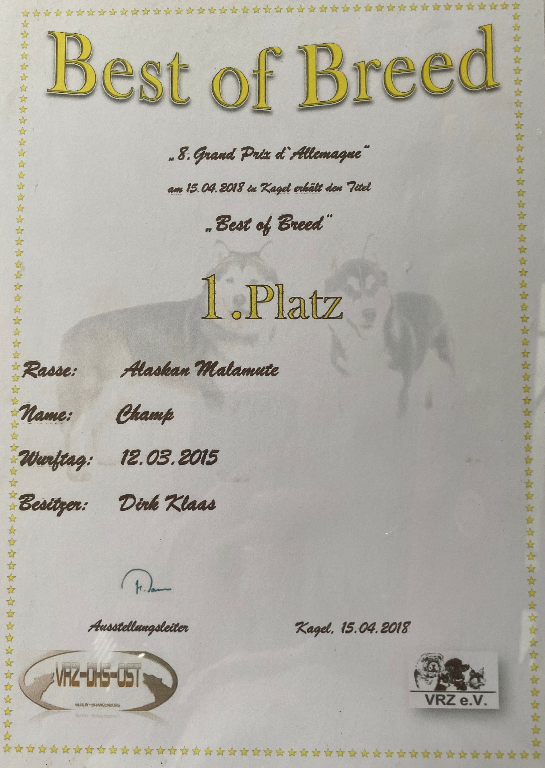 Best of Breed
„8. Grand Prix d`Allemagne“
am 15.04.2018 in Kagel erhält den Titel
„Best of Breed“
1.Platz
Rasse: Alaskan Malamute
Name: Champ
Wurftag: 12.03.2015
Besitzer: Dirk Klaas
Ausstellungsleiter Kagel, 15.04.2018
VRZ-DHS-OST
BERLIN-BRANDENBURG
VRZ e.V.